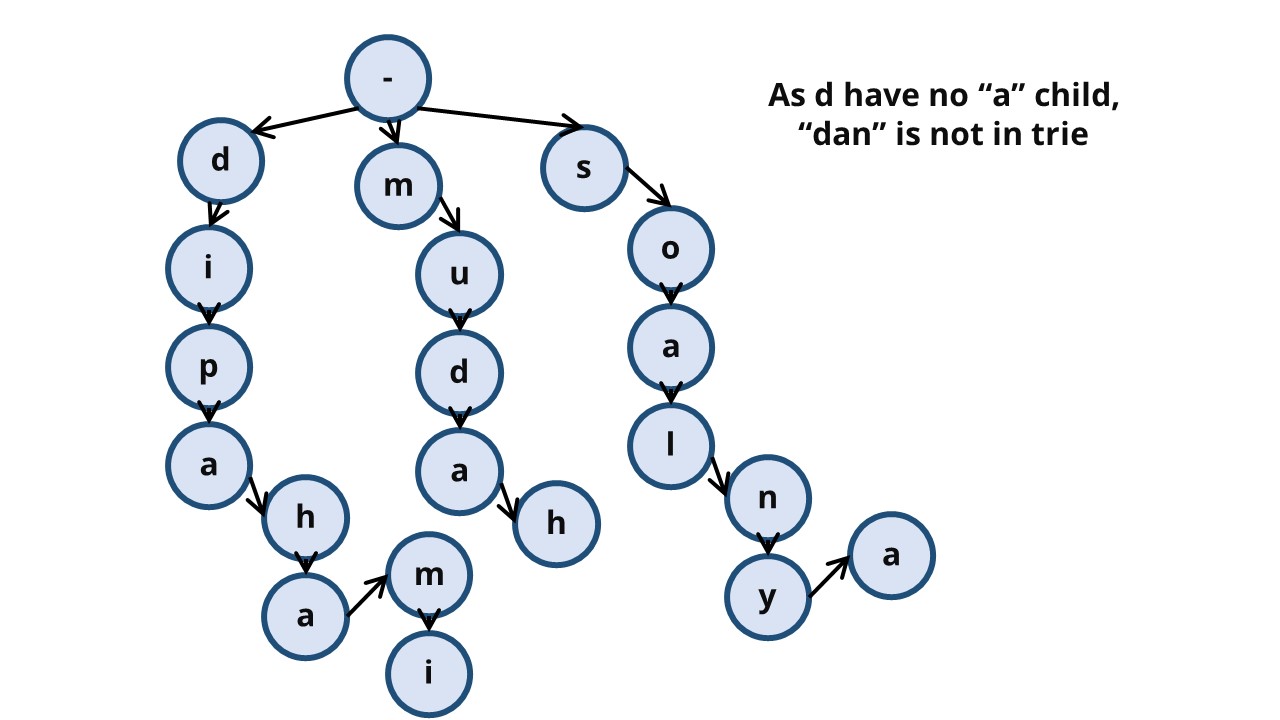 -
As d have no “a” child,
“dan” is not in trie
d
m
s
i
u
o
p
d
a
a
a
l
h
h
n
a
m
y
a
i